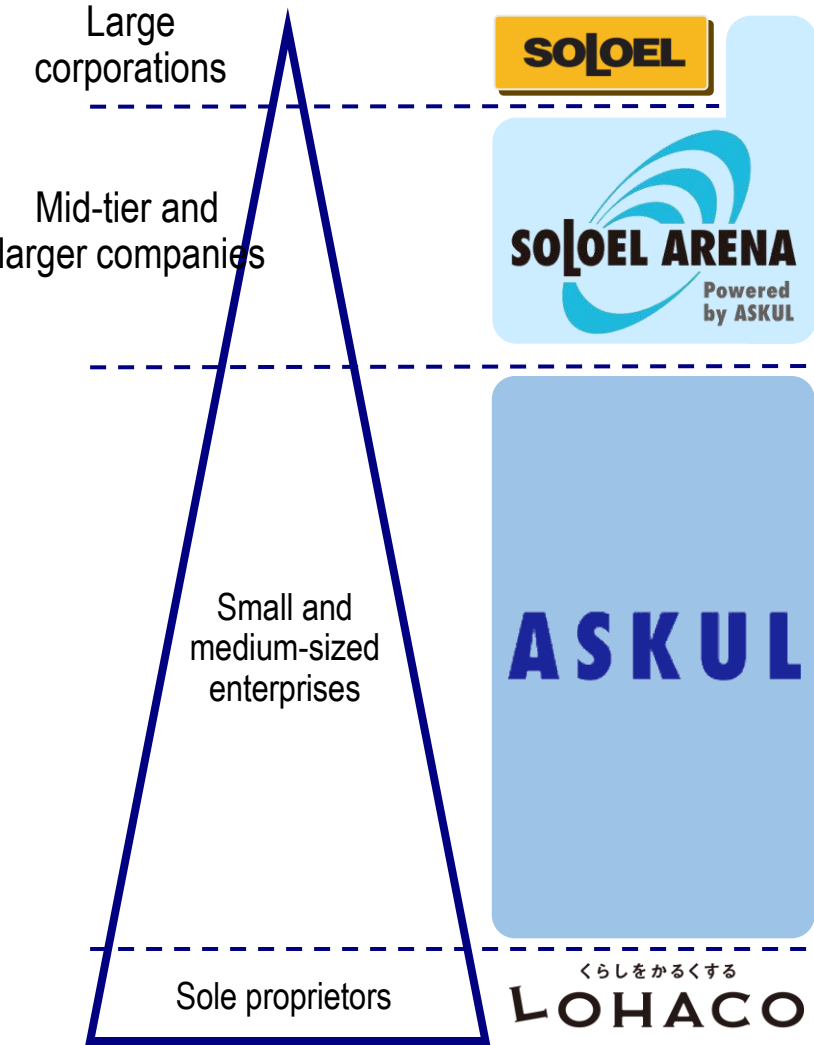 Large
corporations
SOLOEL
Mid-tier and
larger companies
SOLOEL ARENA
Powered
by ASKUL
Small and
medium-sized
enterprises
ASKUL
Sole proprietors
くらしをかるくする
LOHACO